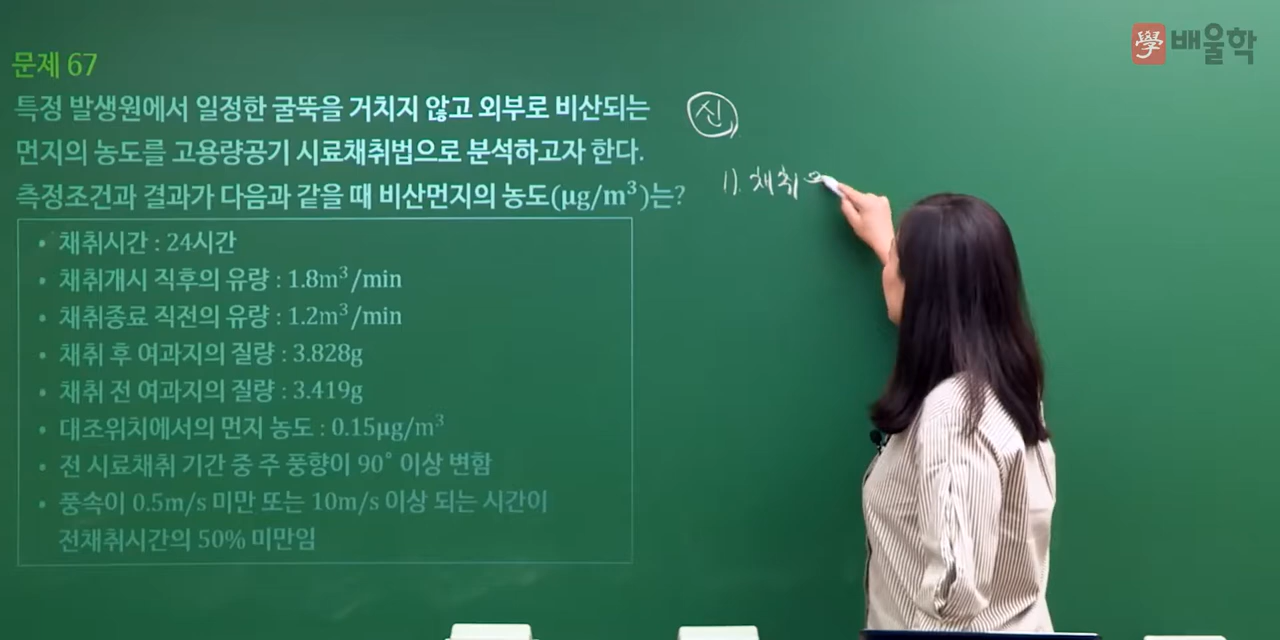 學 배울학
문제 67
특정 발생원에서 일정한 굴뚝을 거치지 않고 외부로 비산되는
먼지의 농도를 고용량공기 시료채취법으로 분석하고자 한다.
측정조건과 결과가 다음과 같을 때 비산먼지의 농도(μg/m³)는?
• 채취시간 : 24시간
• 채취개시 직후의 유량 : 1.8m³/min
• 채취종료 직전의 유량 : 1.2m³/min
• 채취 후 여과지의 질량 : 3.828g
• 채취 전 여과지의 질량 : 3.419g
• 대조위치에서의 먼지 농도 : 0.15μg/m³
• 전 시료채취 기간 중 주 풍향이 90˚ 이상 변함
• 풍속이 0.5m/s 미만 또는 10m/s 이상 되는 시간이
전채취시간의 50% 미만임
신
1). 채취